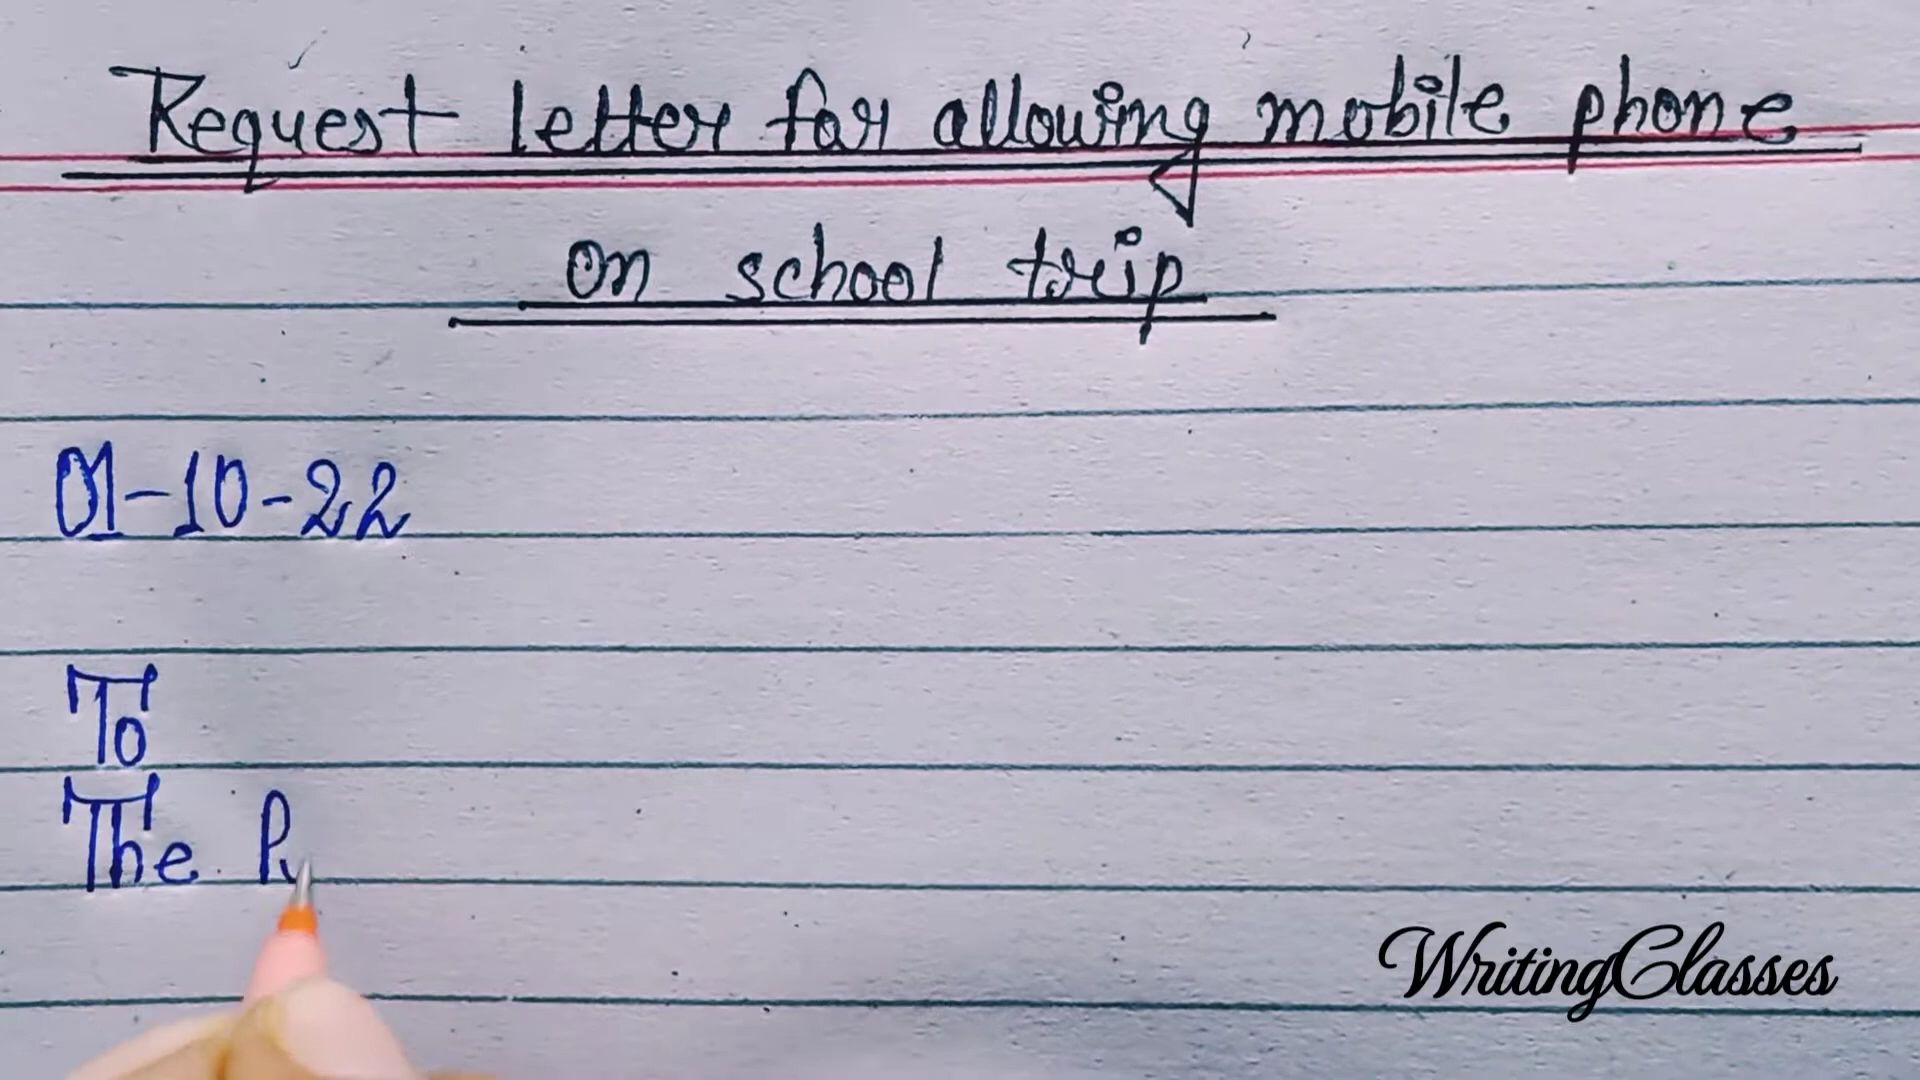 Request letter for allowing mobile phone
on school trip
01-10-22
To
The P
WritingClasses